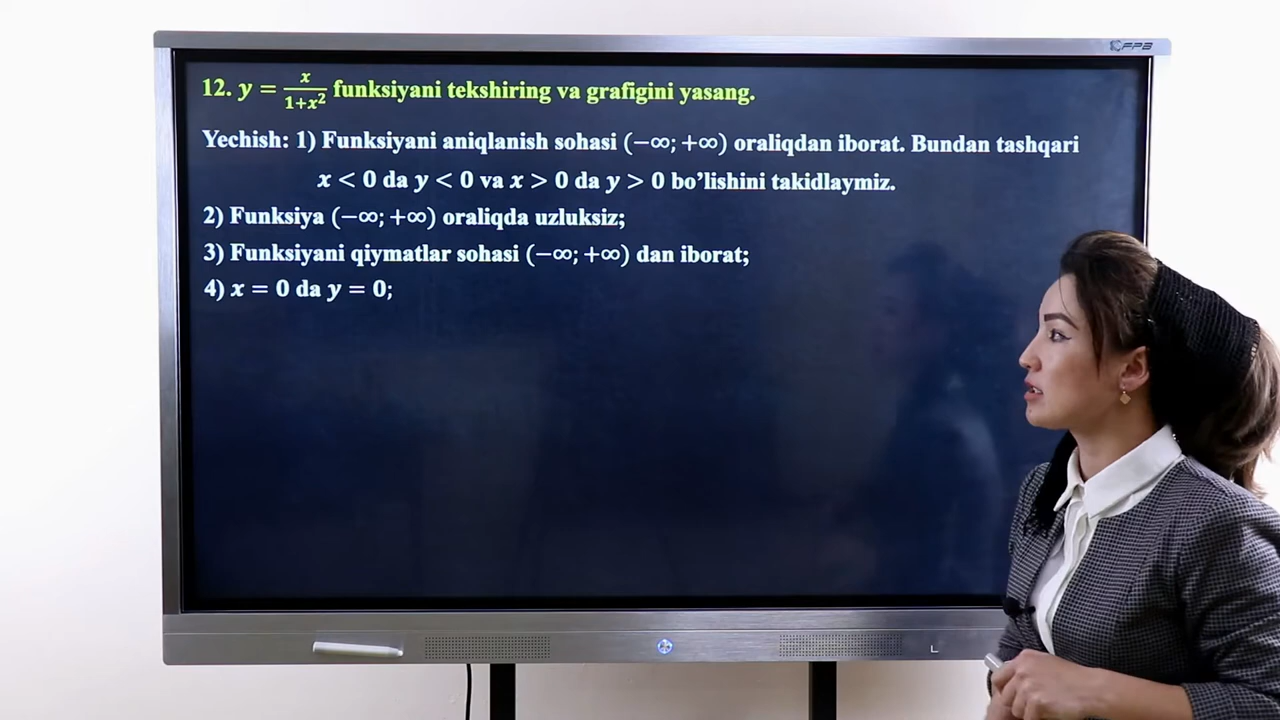 FPB
12. y = x/(1+x²) funksiyani tekshiring va grafigini yasang.
Yechish: 1) Funksiyani aniqlanish sohasi (−∞; +∞) oraliqdan iborat. Bundan tashqari
x < 0 da y < 0 va x > 0 da y > 0 bo’lishini takidlaymiz.
2) Funksiya (−∞; +∞) oraliqda uzluksiz;
3) Funksiyani qiymatlar sohasi (−∞; +∞) dan iborat;
4) x = 0 da y = 0;